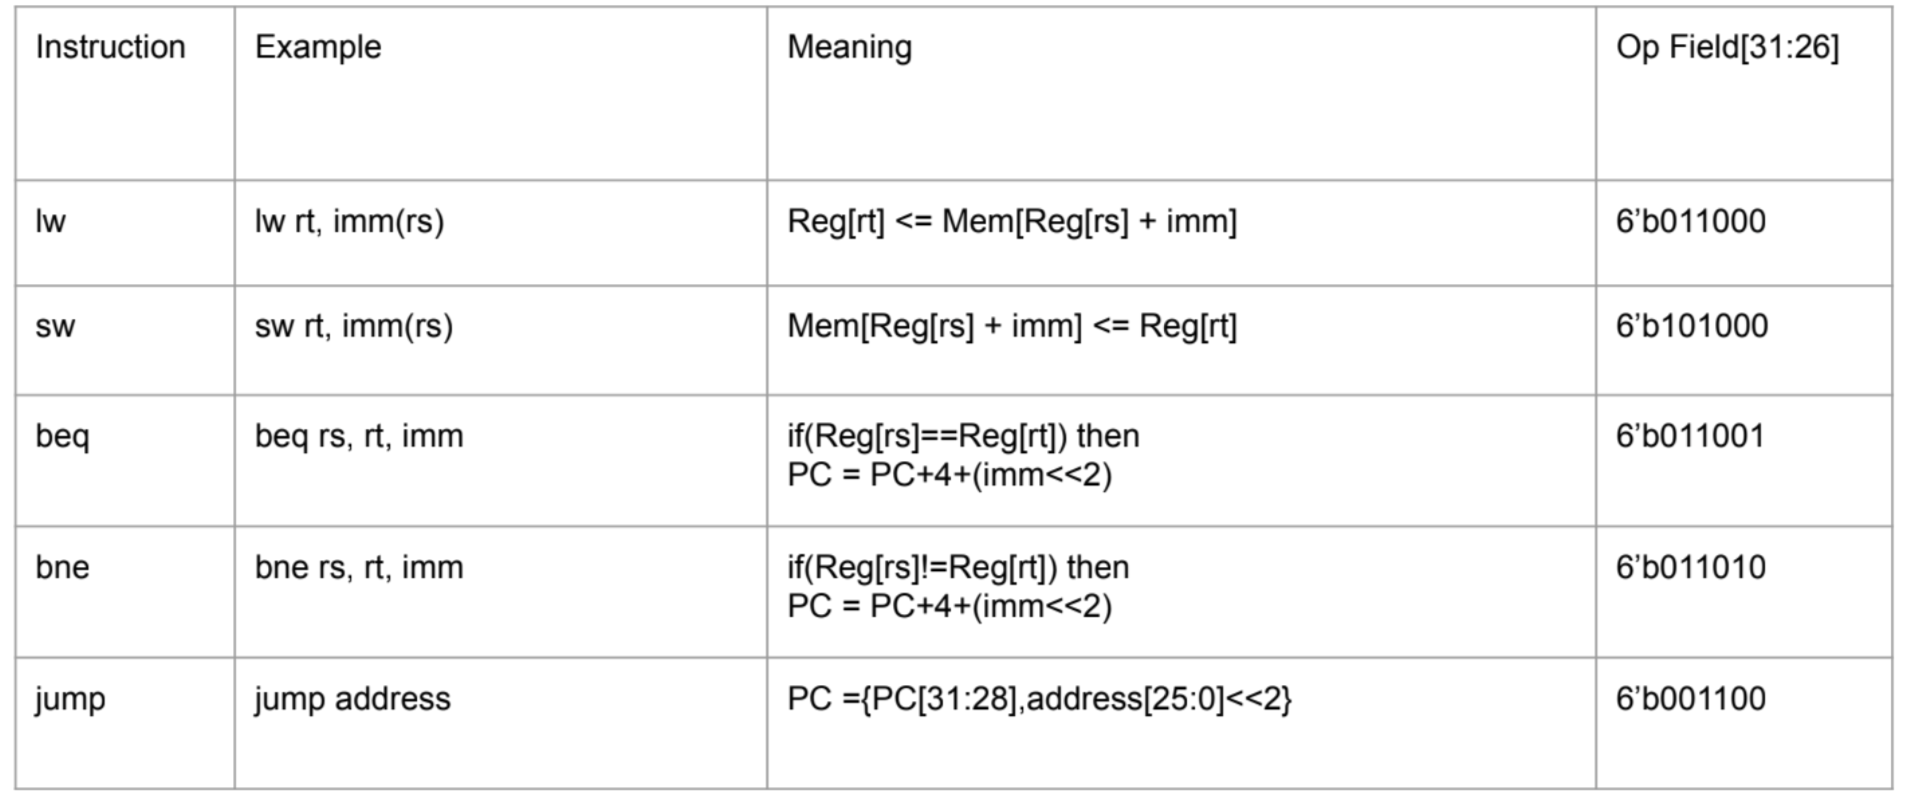 Instruction Example Meaning Op Field[31:26]
lw lw rt, imm(rs) Reg[rt] <= Mem[Reg[rs] + imm] 6’b011000
sw sw rt, imm(rs) Mem[Reg[rs] + imm] <= Reg[rt] 6’b101000
beq beq rs, rt, imm if(Reg[rs]==Reg[rt]) then 6’b011001
PC = PC+4+(imm<<2)
bne bne rs, rt, imm if(Reg[rs]!=Reg[rt]) then 6’b011010
PC = PC+4+(imm<<2)
jump jump address PC ={PC[31:28],address[25:0]<<2} 6’b001100